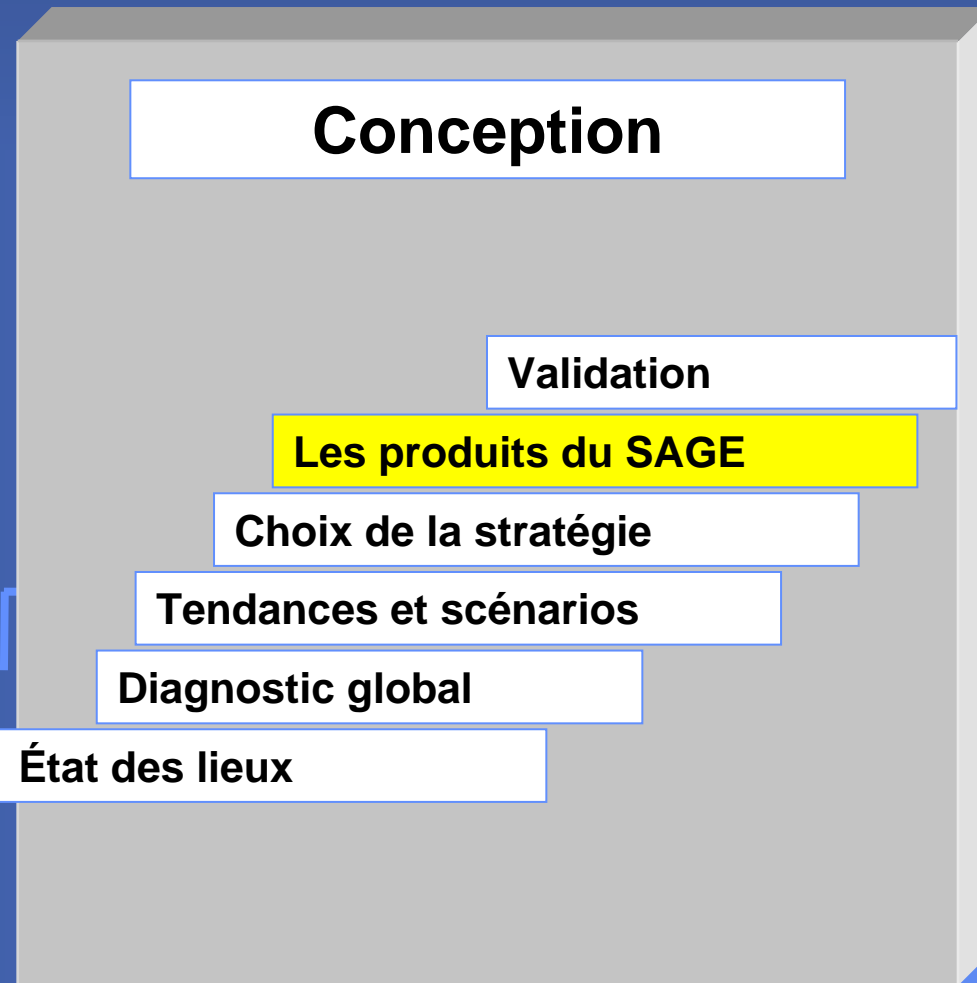 Conception
Validation
Les produits du SAGE
Choix de la stratégie
Tendances et scénarios
Diagnostic global
État des lieux